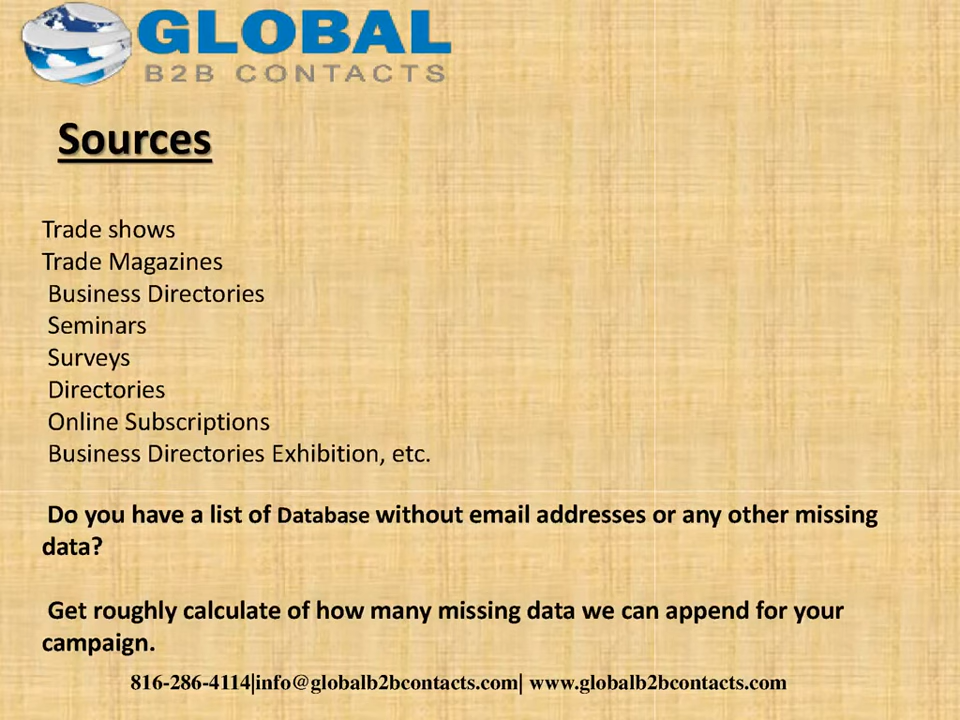 GLOBAL
B2B CONTACTS
Sources
Trade shows
Trade Magazines
Business Directories
Seminars
Surveys
Directories
Online Subscriptions
Business Directories Exhibition, etc.
Do you have a list of Database without email addresses or any other missing
data?
Get roughly calculate of how many missing data we can append for your
campaign.
816-286-4114|info@globalb2bcontacts.com| www.globalb2bcontacts.com